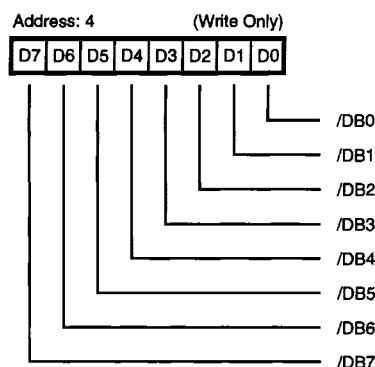 Address: 4 (Write Only)
D7 D6 D5 D4 D3 D2 D1 D0
/DB0
/DB1
/DB2
/DB3
/DB4
/DB5
/DB6
/DB7